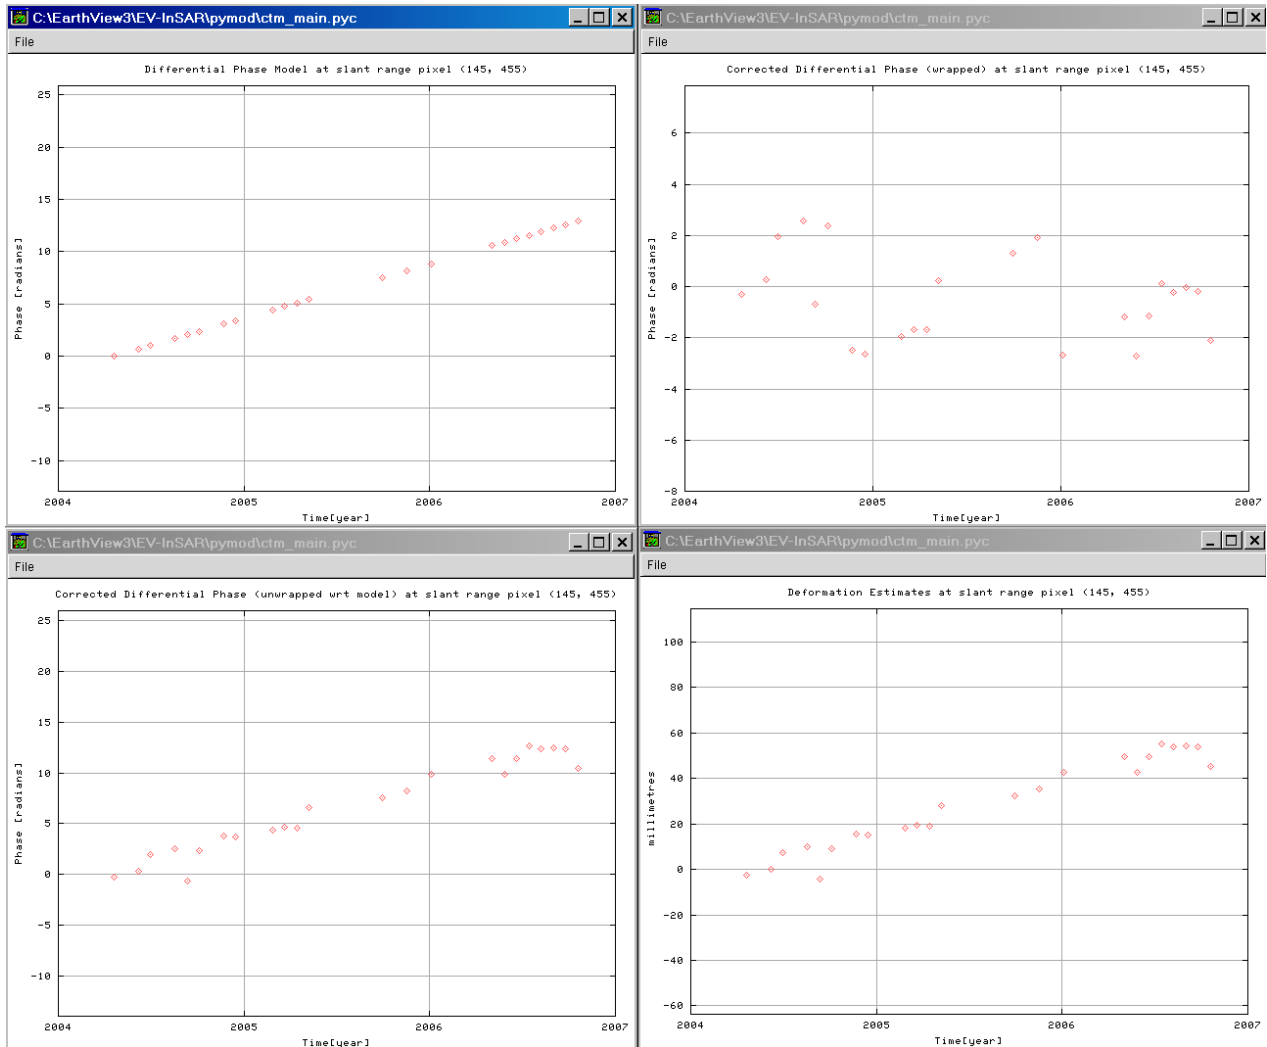 C:\EarthView3\EV-InSAR\pymod\ctm_main.pyc
File
Differential Phase Model at slant range pixel (145, 455)
25
20
15
10
5
0
-5
-10
Phase [radians]
2004 2005 2006 2007
Time[year]
C:\EarthView3\EV-InSAR\pymod\ctm_main.pyc
File
Corrected Differential Phase (wrapped) at slant range pixel (145, 455)
6
4
2
0
-2
-4
-6
-8
Phase [radians]
2004 2005 2006 2007
Time[year]
C:\EarthView3\EV-InSAR\pymod\ctm_main.pyc
File
Corrected Differential Phase (unwrapped wrt model) at slant range pixel (145, 455)
25
20
15
10
5
0
-5
-10
Phase [radians]
2004 2005 2006 2007
Time[year]
C:\EarthView3\EV-InSAR\pymod\ctm_main.pyc
File
Deformation Estimates at slant range pixel (145, 455)
100
80
60
40
20
0
-20
-40
-60
millimetres
2004 2005 2006 2007
Time[year]